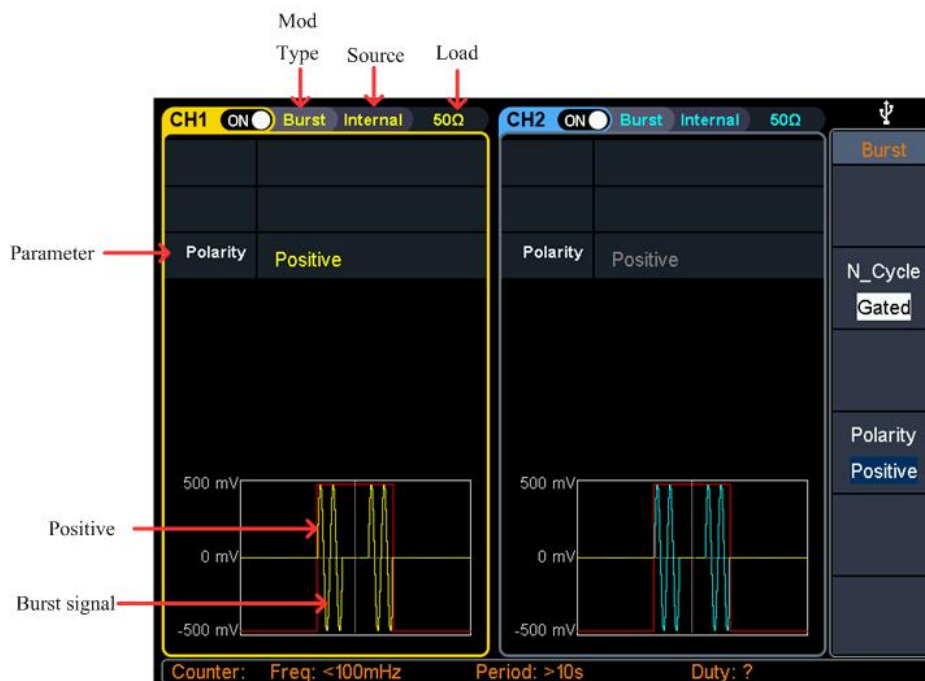 Mod
Type
Source
Load
CH1 ON Burst Internal 50Ω
CH2 ON Burst Internal 50Ω
Burst
Parameter
Polarity Positive
Polarity Positive
N_Cycle
Gated
Polarity
Positive
500 mV
0 mV
-500 mV
500 mV
0 mV
-500 mV
Positive
Burst signal
Counter: Freq: <100mHz Period: >10s Duty: ?